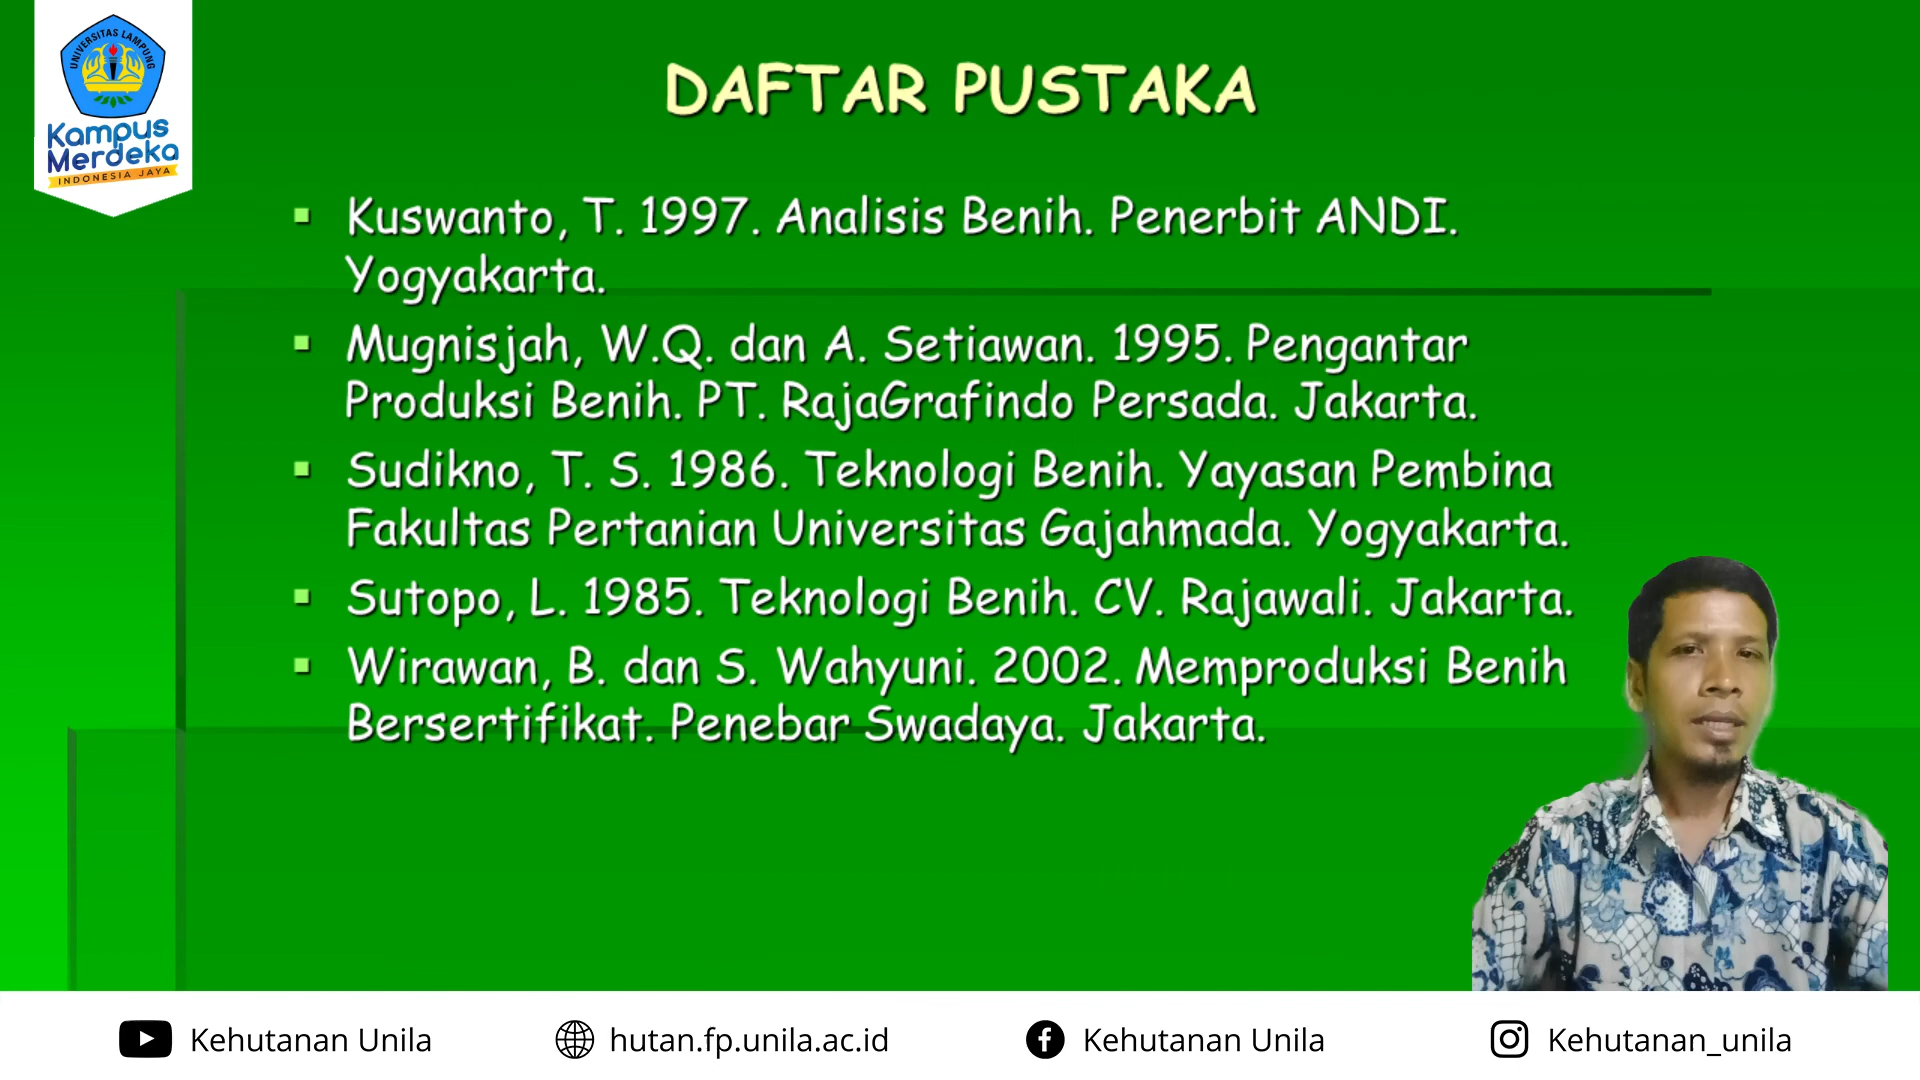 UNIVERSITAS LAMPUNG
Kampus
Merdeka
INDONESIA JAYA
DAFTAR PUSTAKA
Kuswanto, T. 1997. Analisis Benih. Penerbit ANDI.
Yogyakarta.
Mugnisjah, W.Q. dan A. Setiawan. 1995. Pengantar
Produksi Benih. PT. RajaGrafindo Persada. Jakarta.
Sudikno, T. S. 1986. Teknologi Benih. Yayasan Pembina
Fakultas Pertanian Universitas Gajahmada. Yogyakarta.
Sutopo, L. 1985. Teknologi Benih. CV. Rajawali. Jakarta.
Wirawan, B. dan S. Wahyuni. 2002. Memproduksi Benih
Bersertifikat. Penebar Swadaya. Jakarta.
Kehutanan Unila
hutan.fp.unila.ac.id
Kehutanan Unila
Kehutanan_unila